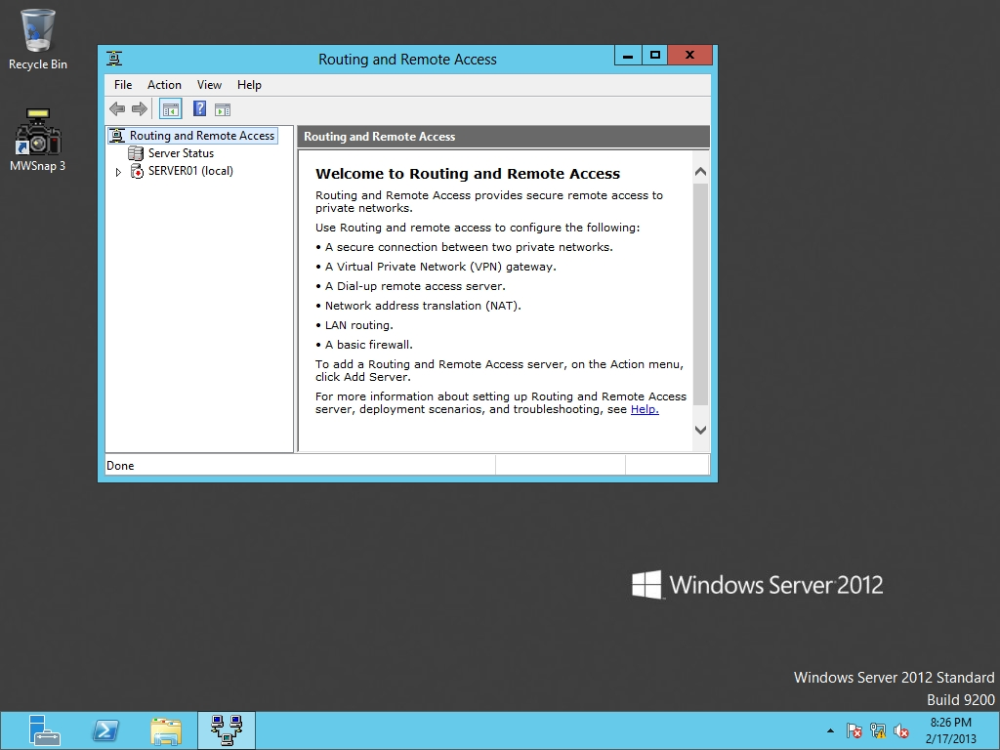 Recycle Bin
MWSnap 3
Routing and Remote Access
File Action View Help
Routing and Remote Access
Server Status
SERVER01 (local)
Routing and Remote Access
Welcome to Routing and Remote Access
Routing and Remote Access provides secure remote access to
private networks.
Use Routing and remote access to configure the following:
• A secure connection between two private networks.
• A Virtual Private Network (VPN) gateway.
• A Dial-up remote access server.
• Network address translation (NAT).
• LAN routing.
• A basic firewall.
To add a Routing and Remote Access server, on the Action menu,
click Add Server.
For more information about setting up Routing and Remote Access
server, deployment scenarios, and troubleshooting, see Help.
Done
Windows Server 2012
Windows Server 2012 Standard
Build 9200
8:26 PM
2/17/2013